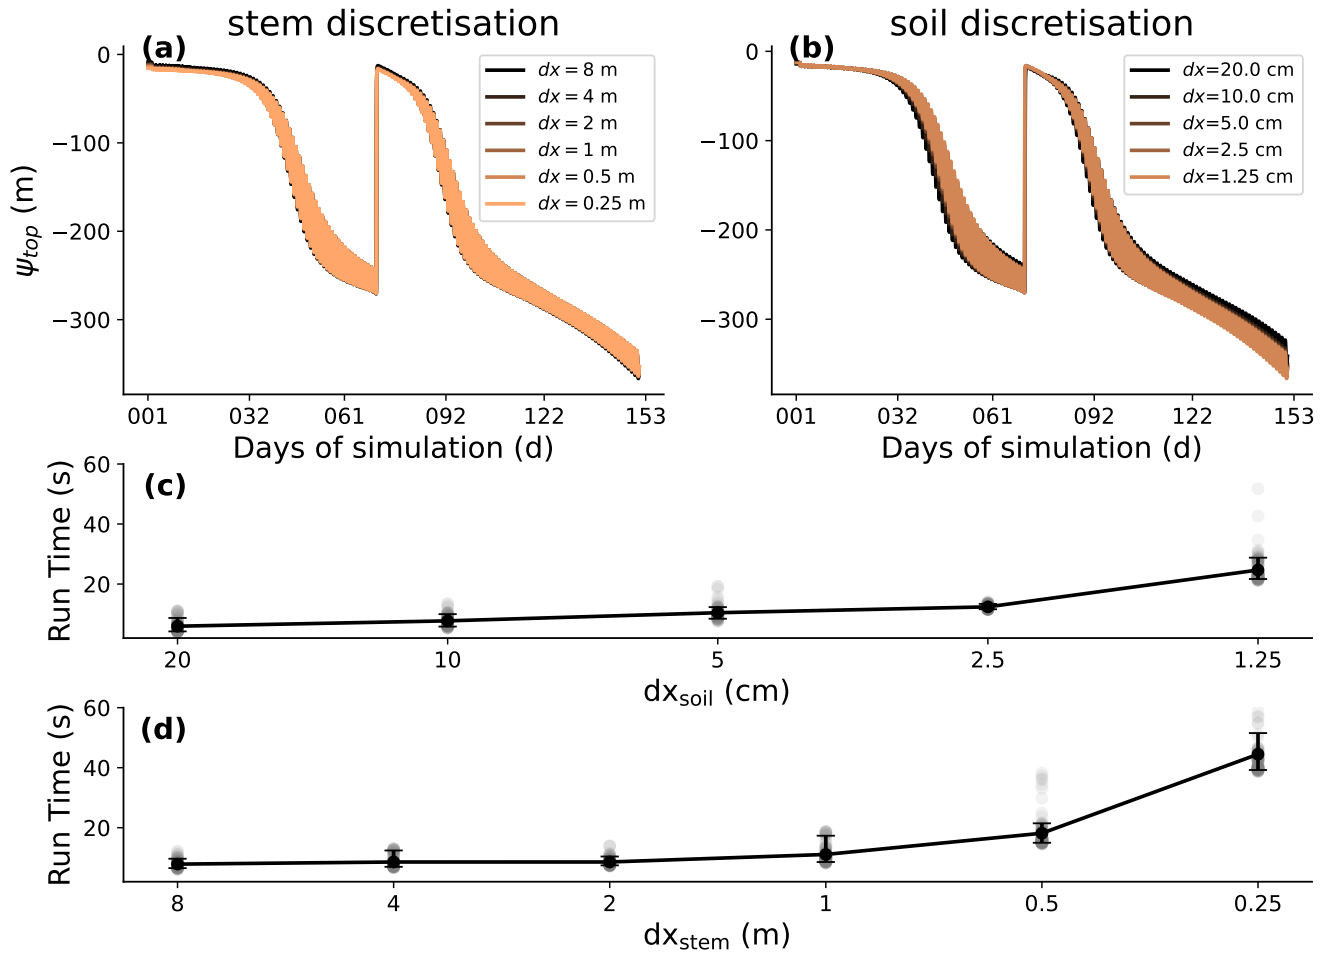 stem discretisation
(a)
ψtop (m)
0
−100
−200
−300
dx = 8 m
dx = 4 m
dx = 2 m
dx = 1 m
dx = 0.5 m
dx = 0.25 m
001 032 061 092 122 153
Days of simulation (d)
soil discretisation
(b)
0
−100
−200
−300
dx=20.0 cm
dx=10.0 cm
dx=5.0 cm
dx=2.5 cm
dx=1.25 cm
001 032 061 092 122 153
Days of simulation (d)
(c)
Run Time (s)
60
40
20
20 10 5 2.5 1.25
dxsoil (cm)
(d)
Run Time (s)
60
40
20
8 4 2 1 0.5 0.25
dxstem (m)